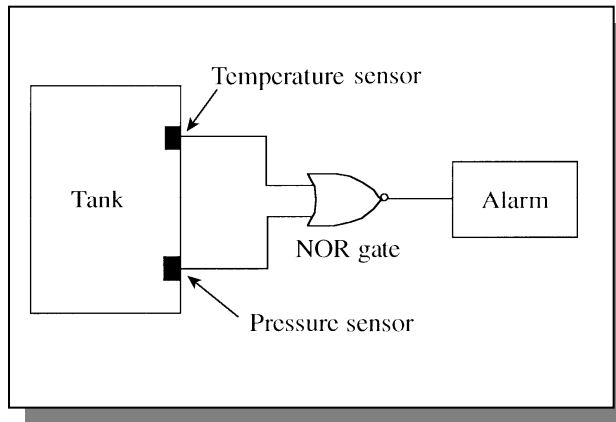 Temperature sensor
Tank
Alarm
NOR gate
Pressure sensor